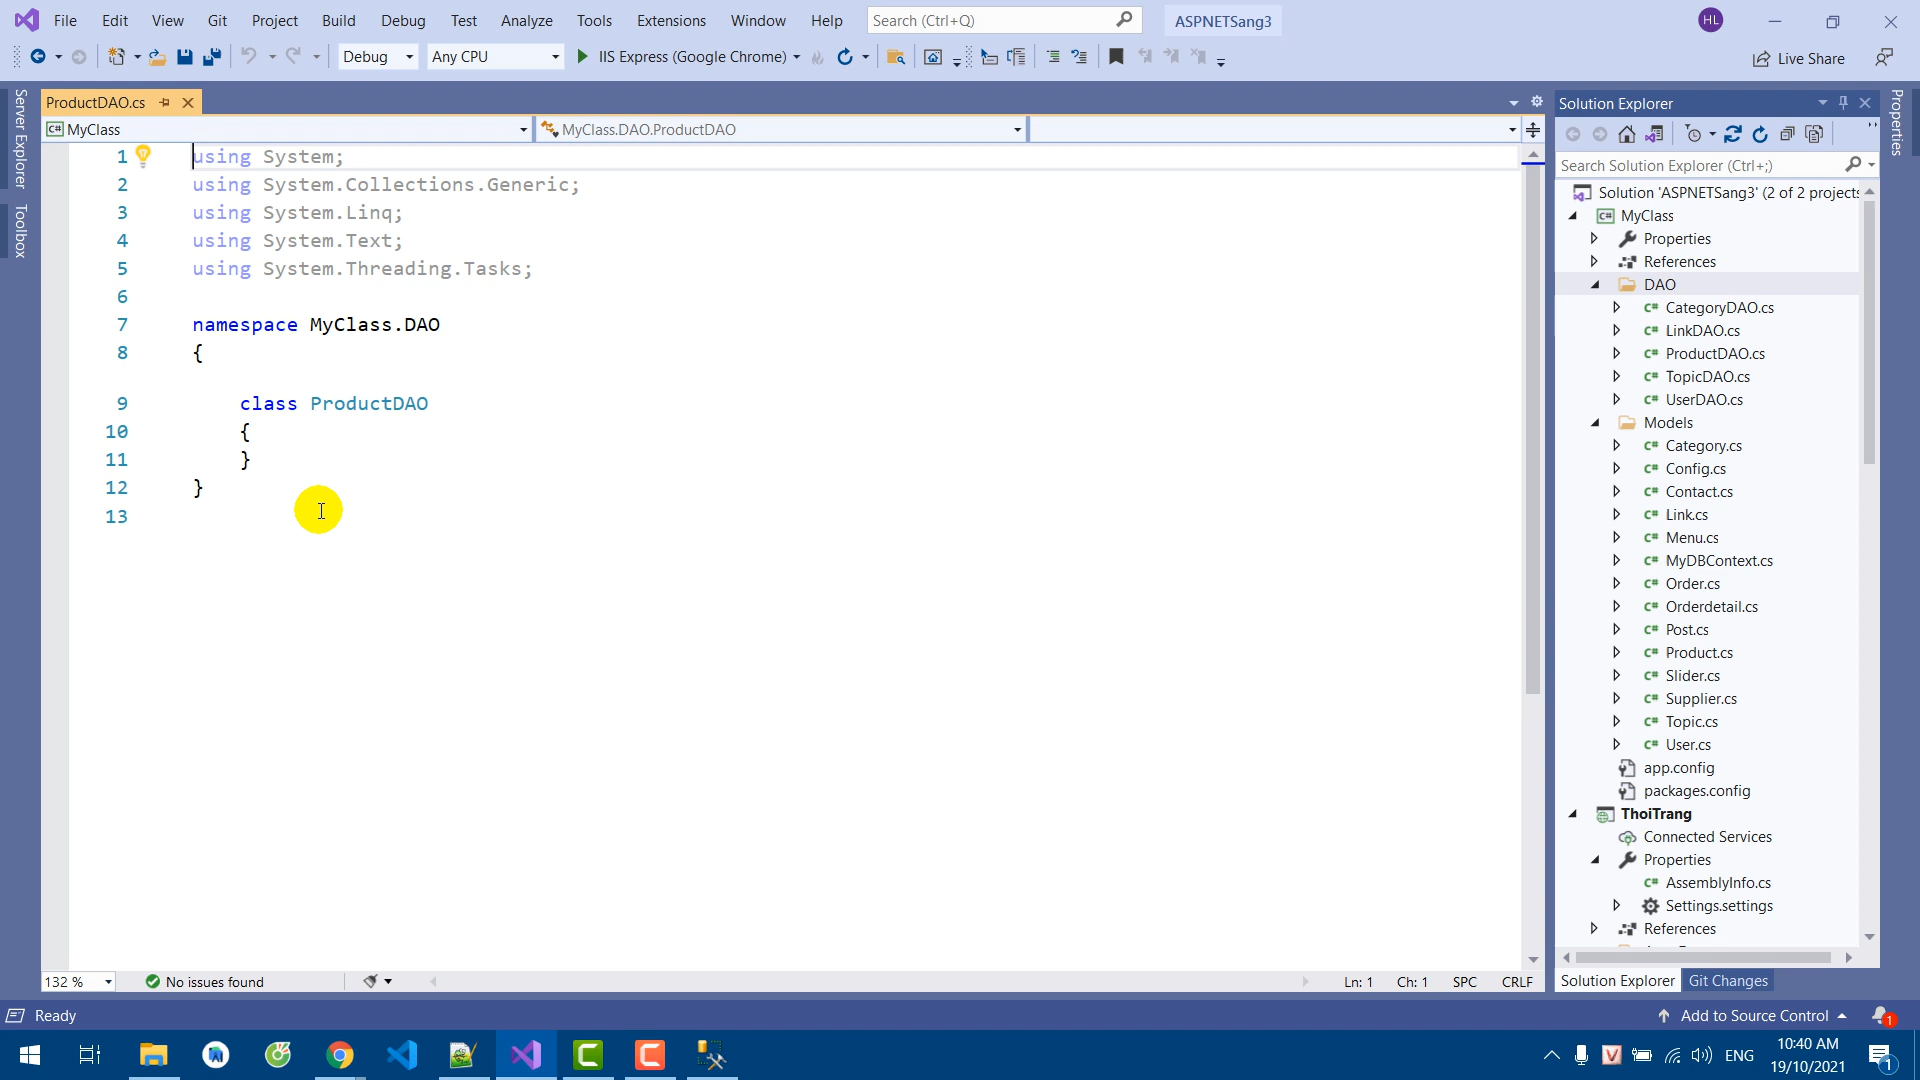 File Edit View Git Project Build Debug Test Analyze Tools Extensions Window Help Search (Ctrl+Q) ASPNETSang3 HL
Debug Any CPU IIS Express (Google Chrome) Live Share
Server Explorer
Toolbox
ProductDAO.cs
MyClass MyClass.DAO.ProductDAO
1 using System;
2 using System.Collections.Generic;
3 using System.Linq;
4 using System.Text;
5 using System.Threading.Tasks;
6
7 namespace MyClass.DAO
8 {
9 class ProductDAO
10 {
11 }
12 }
13
132 % No issues found Ln: 1 Ch: 1 SPC CRLF
Solution Explorer
Search Solution Explorer (Ctrl+;)
Solution 'ASPNETSang3' (2 of 2 projects
MyClass
Properties
References
DAO
CategoryDAO.cs
LinkDAO.cs
ProductDAO.cs
TopicDAO.cs
UserDAO.cs
Models
Category.cs
Config.cs
Contact.cs
Link.cs
Menu.cs
MyDBContext.cs
Order.cs
Orderdetail.cs
Post.cs
Product.cs
Slider.cs
Supplier.cs
Topic.cs
User.cs
app.config
packages.config
ThoiTrang
Connected Services
Properties
AssemblyInfo.cs
Settings.settings
References
Solution Explorer Git Changes
Properties
Ready Add to Source Control 1
ENG 10:40 AM
19/10/2021 1